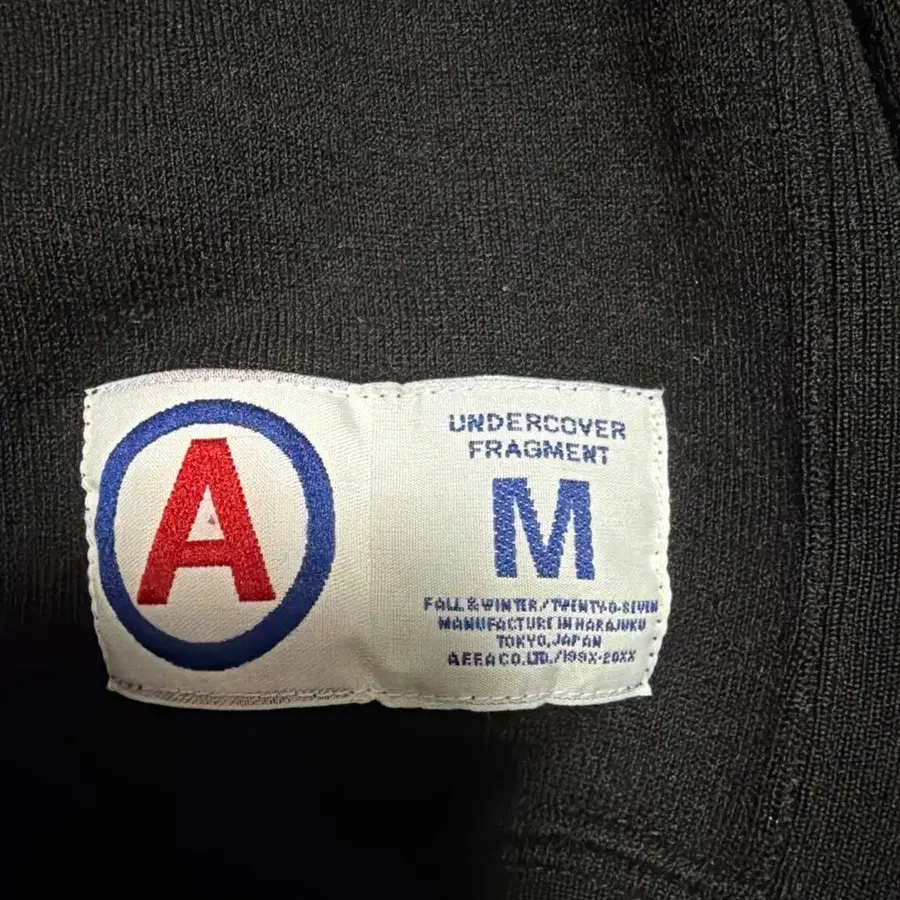 A
UNDERCOVER
FRAGMENT
M
FALL & WINTER./TWENTY-O-SEVEN
MANUFACTURE IN HARAJUKU
TOKYO, JAPAN
AFFA CO. LTD./199X-20XX